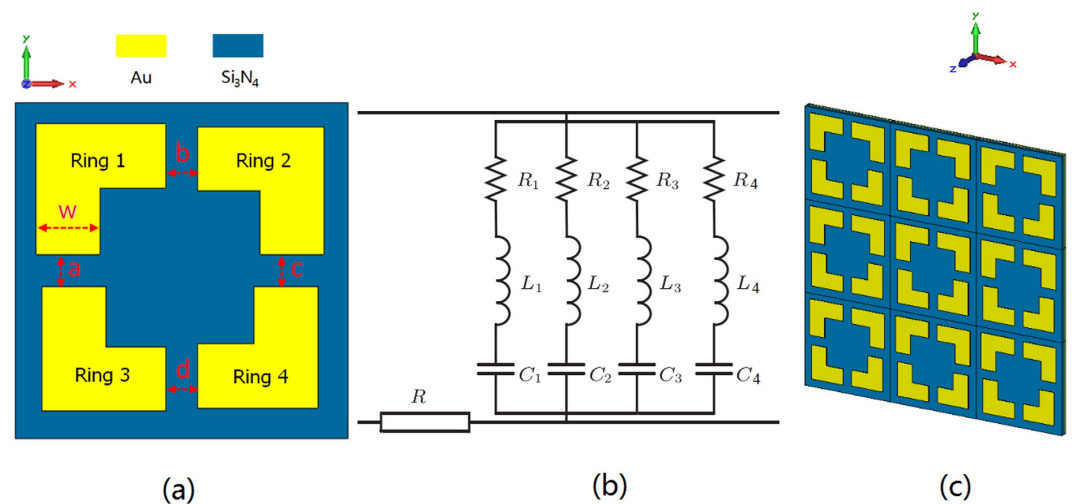 y
z
x
Au
Si₃N₄
Ring 1
b
Ring 2
w
a
c
Ring 3
d
Ring 4
(a)
R₁
R₂
R₃
R₄
L₁
L₂
L₃
L₄
C₁
C₂
C₃
C₄
R
(b)
y
z
x
(c)